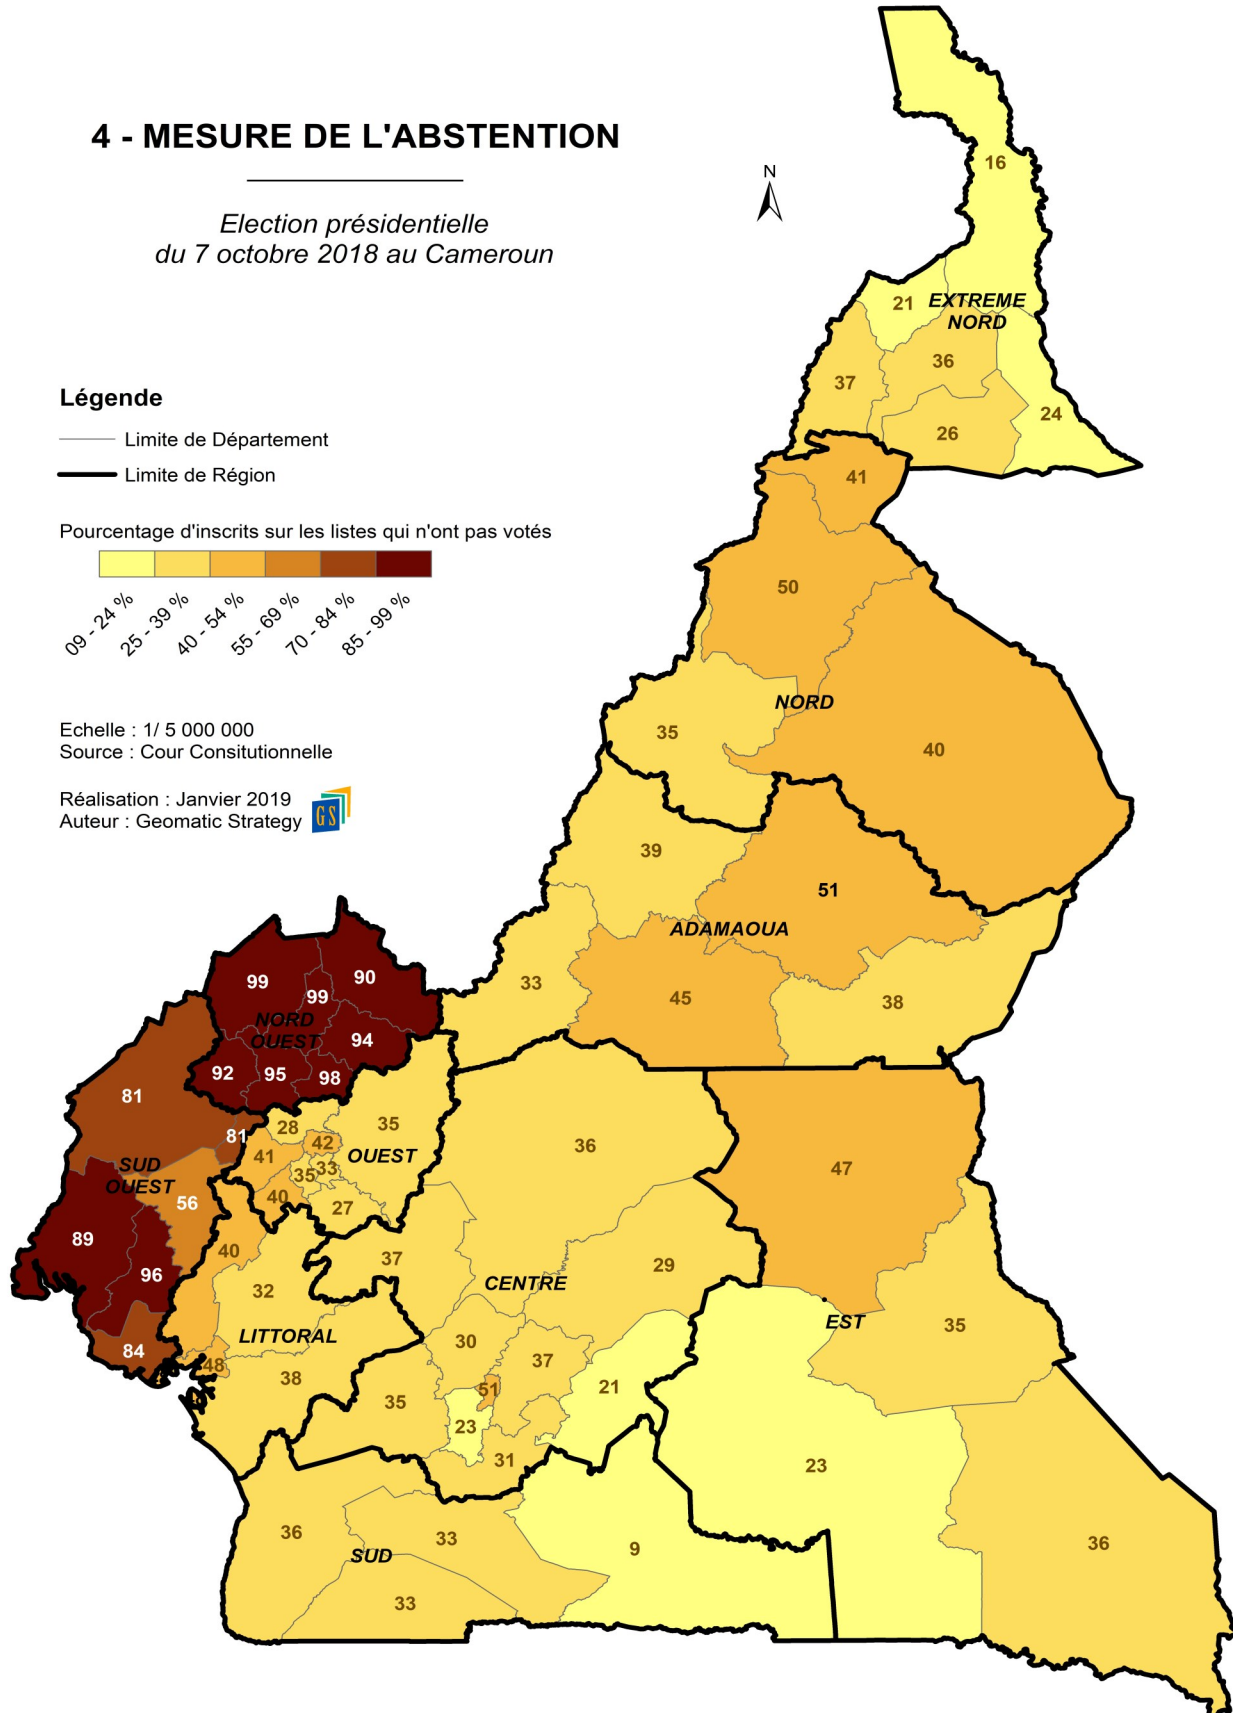 4 - MESURE DE L'ABSTENTION
Election présidentielle
du 7 octobre 2018 au Cameroun
N
Légende
Limite de Département
Limite de Région
Pourcentage d'inscrits sur les listes qui n'ont pas votés
09 - 24 %
25 - 39 %
40 - 54 %
55 - 69 %
70 - 84 %
85 - 99 %
Echelle : 1/ 5 000 000
Source : Cour Consitutionnelle
Réalisation : Janvier 2019
Auteur : Geomatic Strategy
GS
16
21
EXTREME
NORD
36
37
24
26
41
50
NORD
35
40
39
51
ADAMAOUA
33
45
38
99
90
99
NORD
OUEST
94
92
95
98
81
81
SUD
OUEST
56
89
96
84
28
35
42
41
OUEST
33
35
40
27
40
32
LITTORAL
48
38
36
37
29
CENTRE
30
37
51
21
35
23
31
47
EST
35
23
36
36
33
9
SUD
33